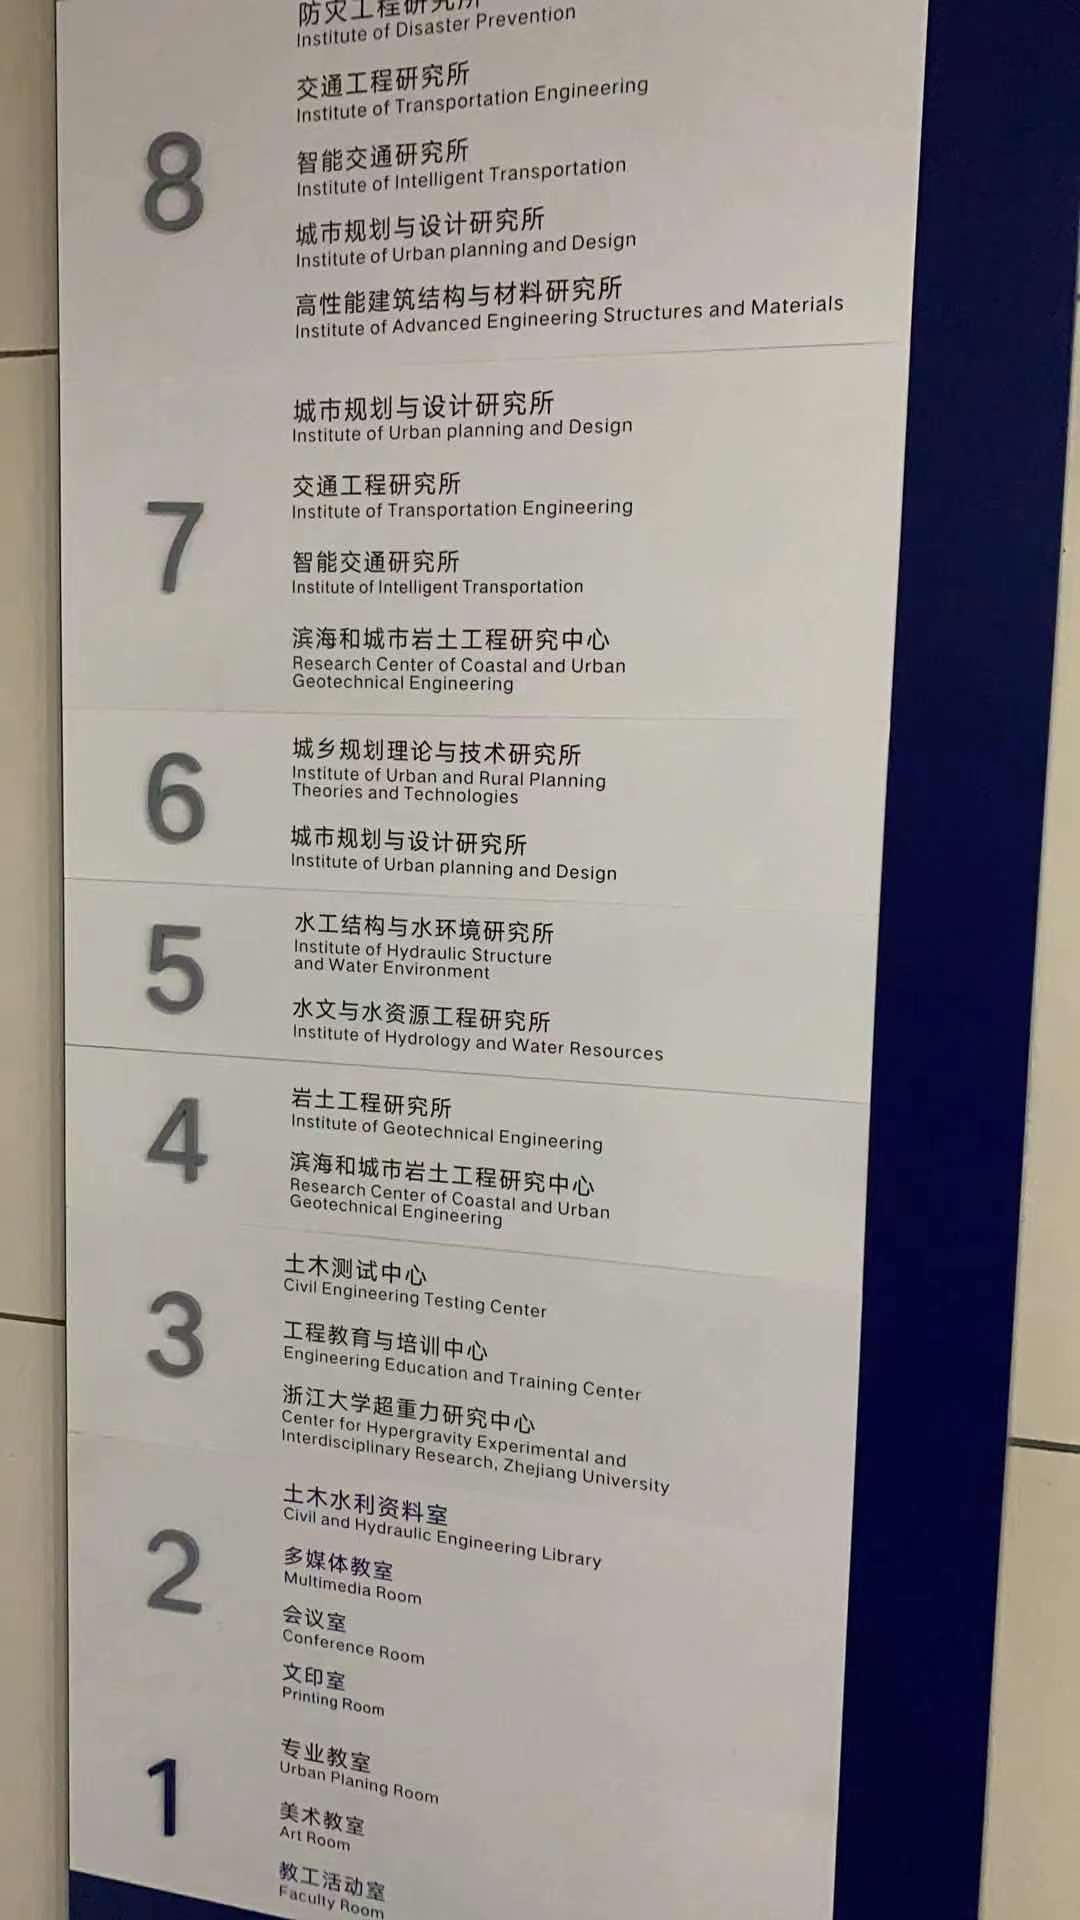 防灾工程研究所
Institute of Disaster Prevention
交通工程研究所
Institute of Transportation Engineering
8
智能交通研究所
Institute of Intelligent Transportation
城市规划与设计研究所
Institute of Urban planning and Design
高性能建筑结构与材料研究所
Institute of Advanced Engineering Structures and Materials
城市规划与设计研究所
Institute of Urban planning and Design
交通工程研究所
Institute of Transportation Engineering
7
智能交通研究所
Institute of Intelligent Transportation
滨海和城市岩土工程研究中心
Research Center of Coastal and Urban
Geotechnical Engineering
6
城乡规划理论与技术研究所
Institute of Urban and Rural Planning
Theories and Technologies
城市规划与设计研究所
Institute of Urban planning and Design
5
水工结构与水环境研究所
Institute of Hydraulic Structure
and Water Environment
水文与水资源工程研究所
Institute of Hydrology and Water Resources
4
岩土工程研究所
Institute of Geotechnical Engineering
滨海和城市岩土工程研究中心
Research Center of Coastal and Urban
Geotechnical Engineering
3
土木测试中心
Civil Engineering Testing Center
工程教育与培训中心
Engineering Education and Training Center
浙江大学超重力研究中心
Center for Hypergravity Experimental and
Interdisciplinary Research, Zhejiang University
2
土木水利资料室
Civil and Hydraulic Engineering Library
多媒体教室
Multimedia Room
会议室
Conference Room
文印室
Printing Room
1
专业教室
Urban Planing Room
美术教室
Art Room
教工活动室
Faculty Room